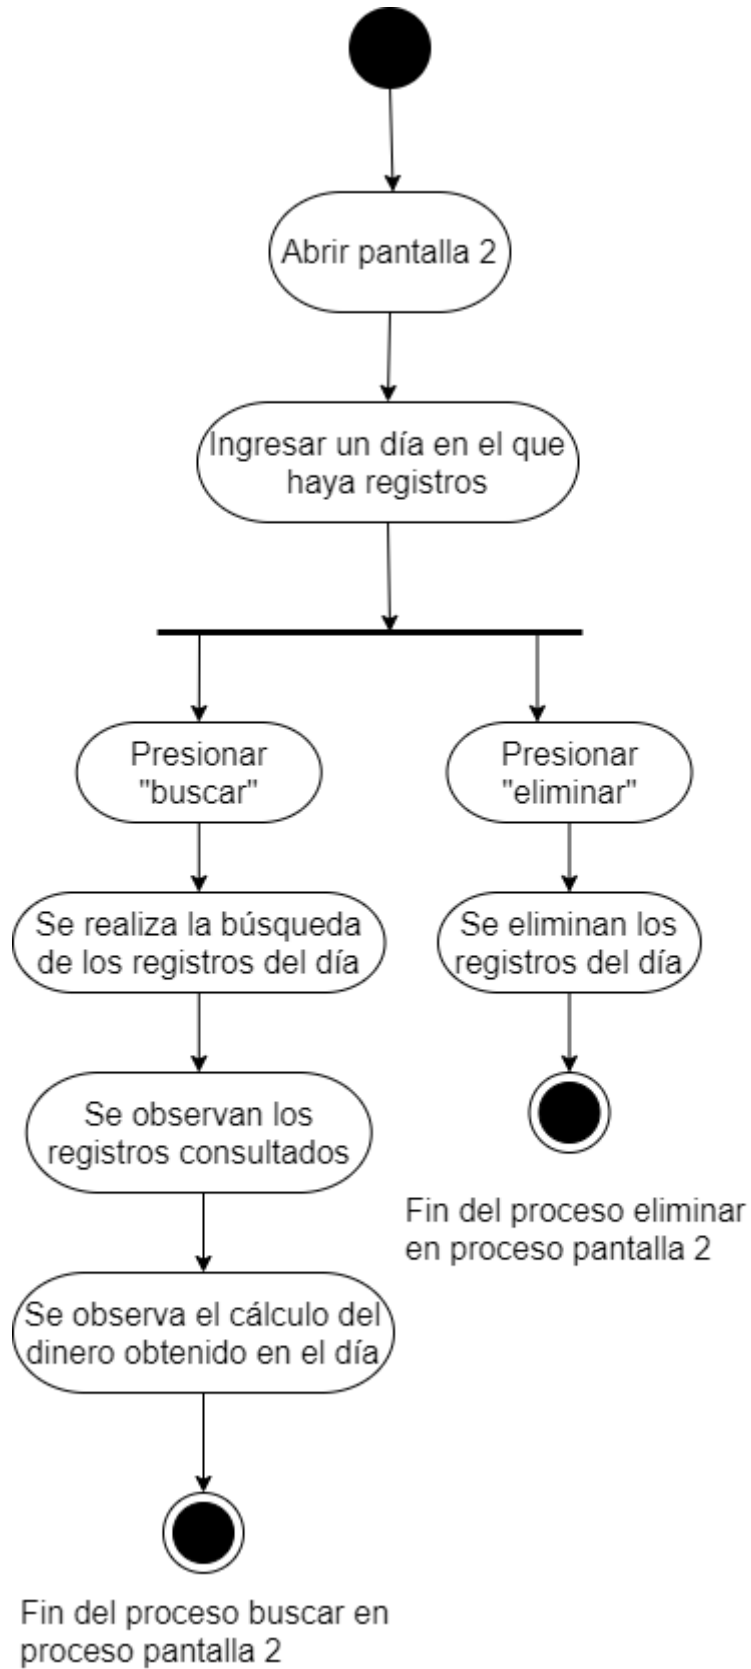 Abrir pantalla 2
Ingresar un día en el que
haya registros
Presionar
"buscar"
Presionar
"eliminar"
Se realiza la búsqueda
de los registros del día
Se eliminan los
registros del día
Se observan los
registros consultados
Fin del proceso eliminar
en proceso pantalla 2
Se observa el cálculo del
dinero obtenido en el día
Fin del proceso buscar en
proceso pantalla 2